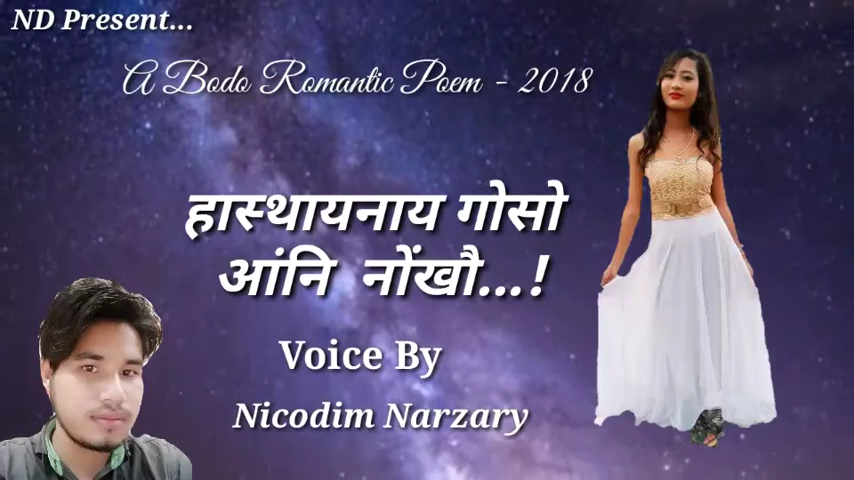 ND Present...
A Bodo Romantic Poem - 2018
हास्थायनाय गोसो
आंनि नोंखौ...!
Voice By
Nicodim Narzary